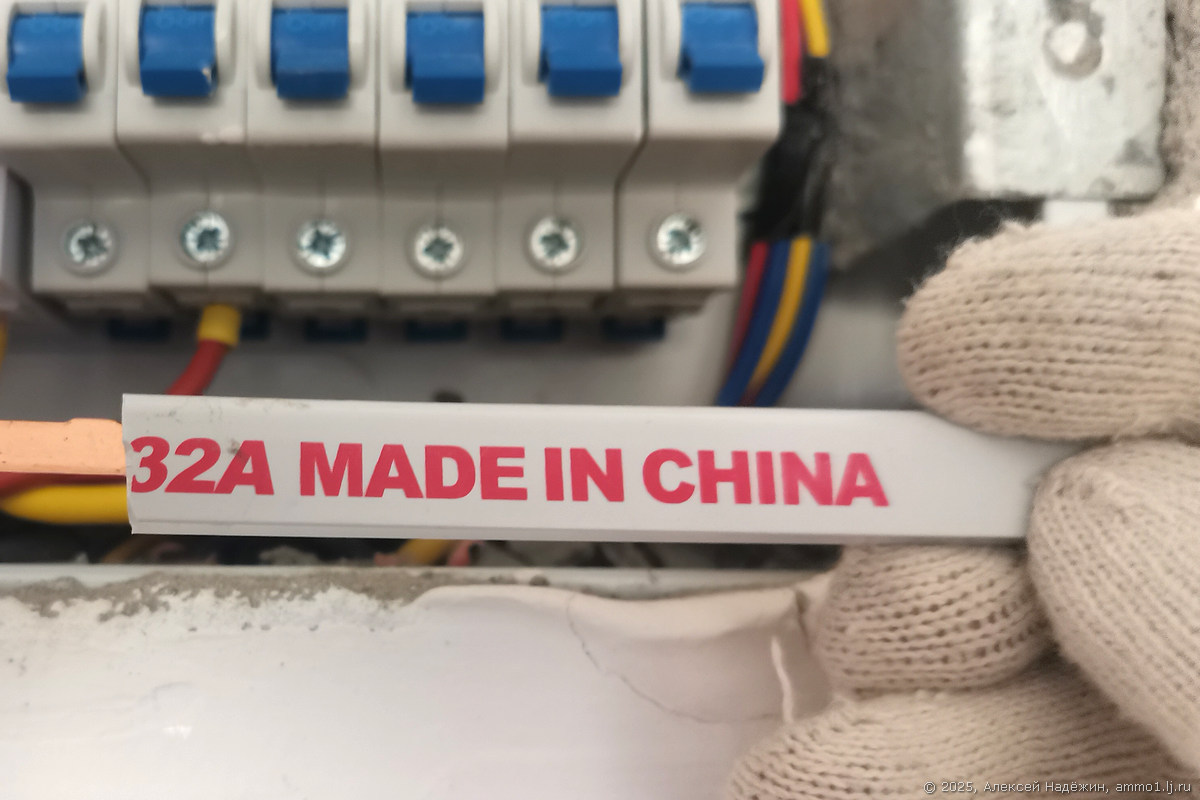 32A MADE IN CHINA
© 2025, Алексей Надёжин, ammo1.lj.ru